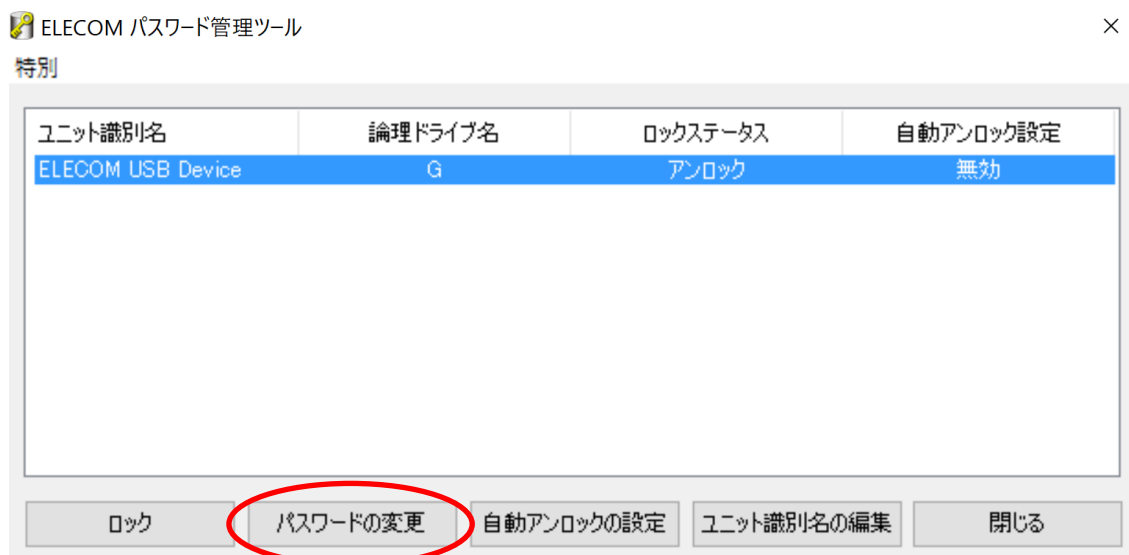 ELECOM パスワード管理ツール
特別
ユニット識別名 論理ドライブ名 ロックステータス 自動アンロック設定
ELECOM USB Device G アンロック 無効
ロック パスワードの変更 自動アンロックの設定 ユニット識別名の編集 閉じる